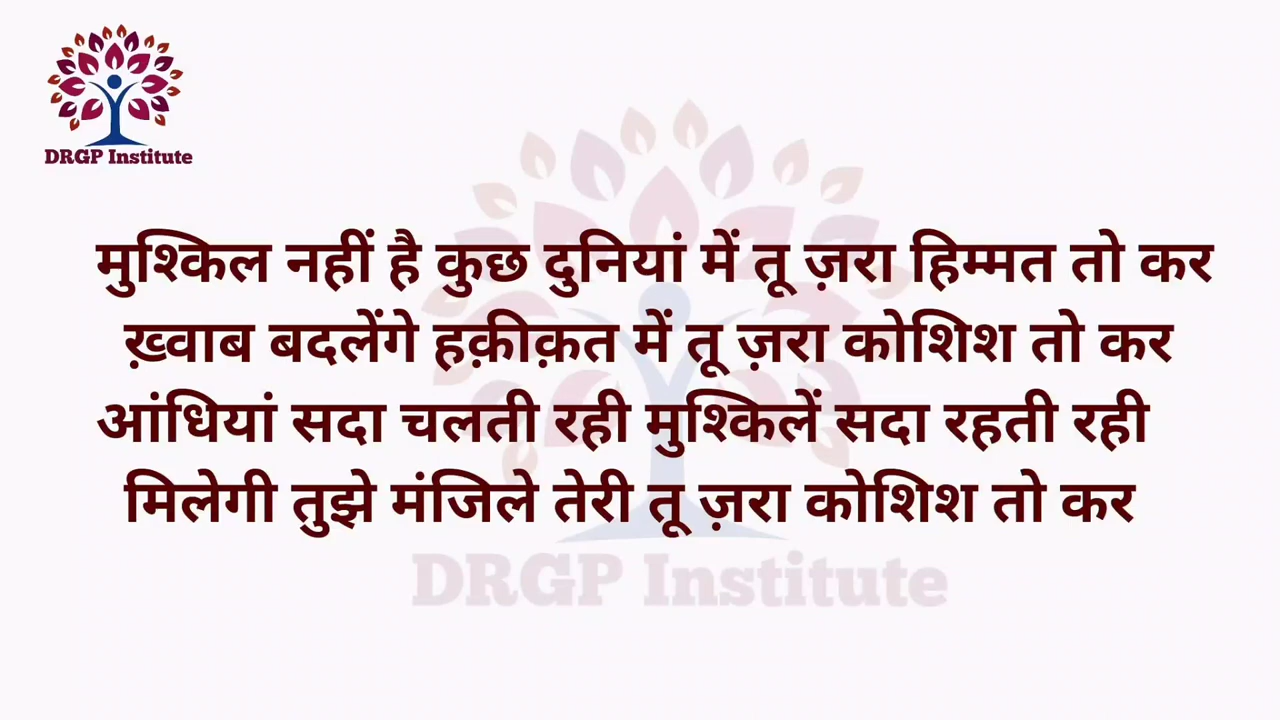 DRGP Institute
मुश्किल नहीं है कुछ दुनियां में तू ज़रा हिम्मत तो कर
ख़्वाब बदलेंगे हक़ीक़त में तू ज़रा कोशिश तो कर
आंधियां सदा चलती रही मुश्किलें सदा रहती रही
मिलेगी तुझे मंजिले तेरी तू ज़रा कोशिश तो कर
DRGP Institute